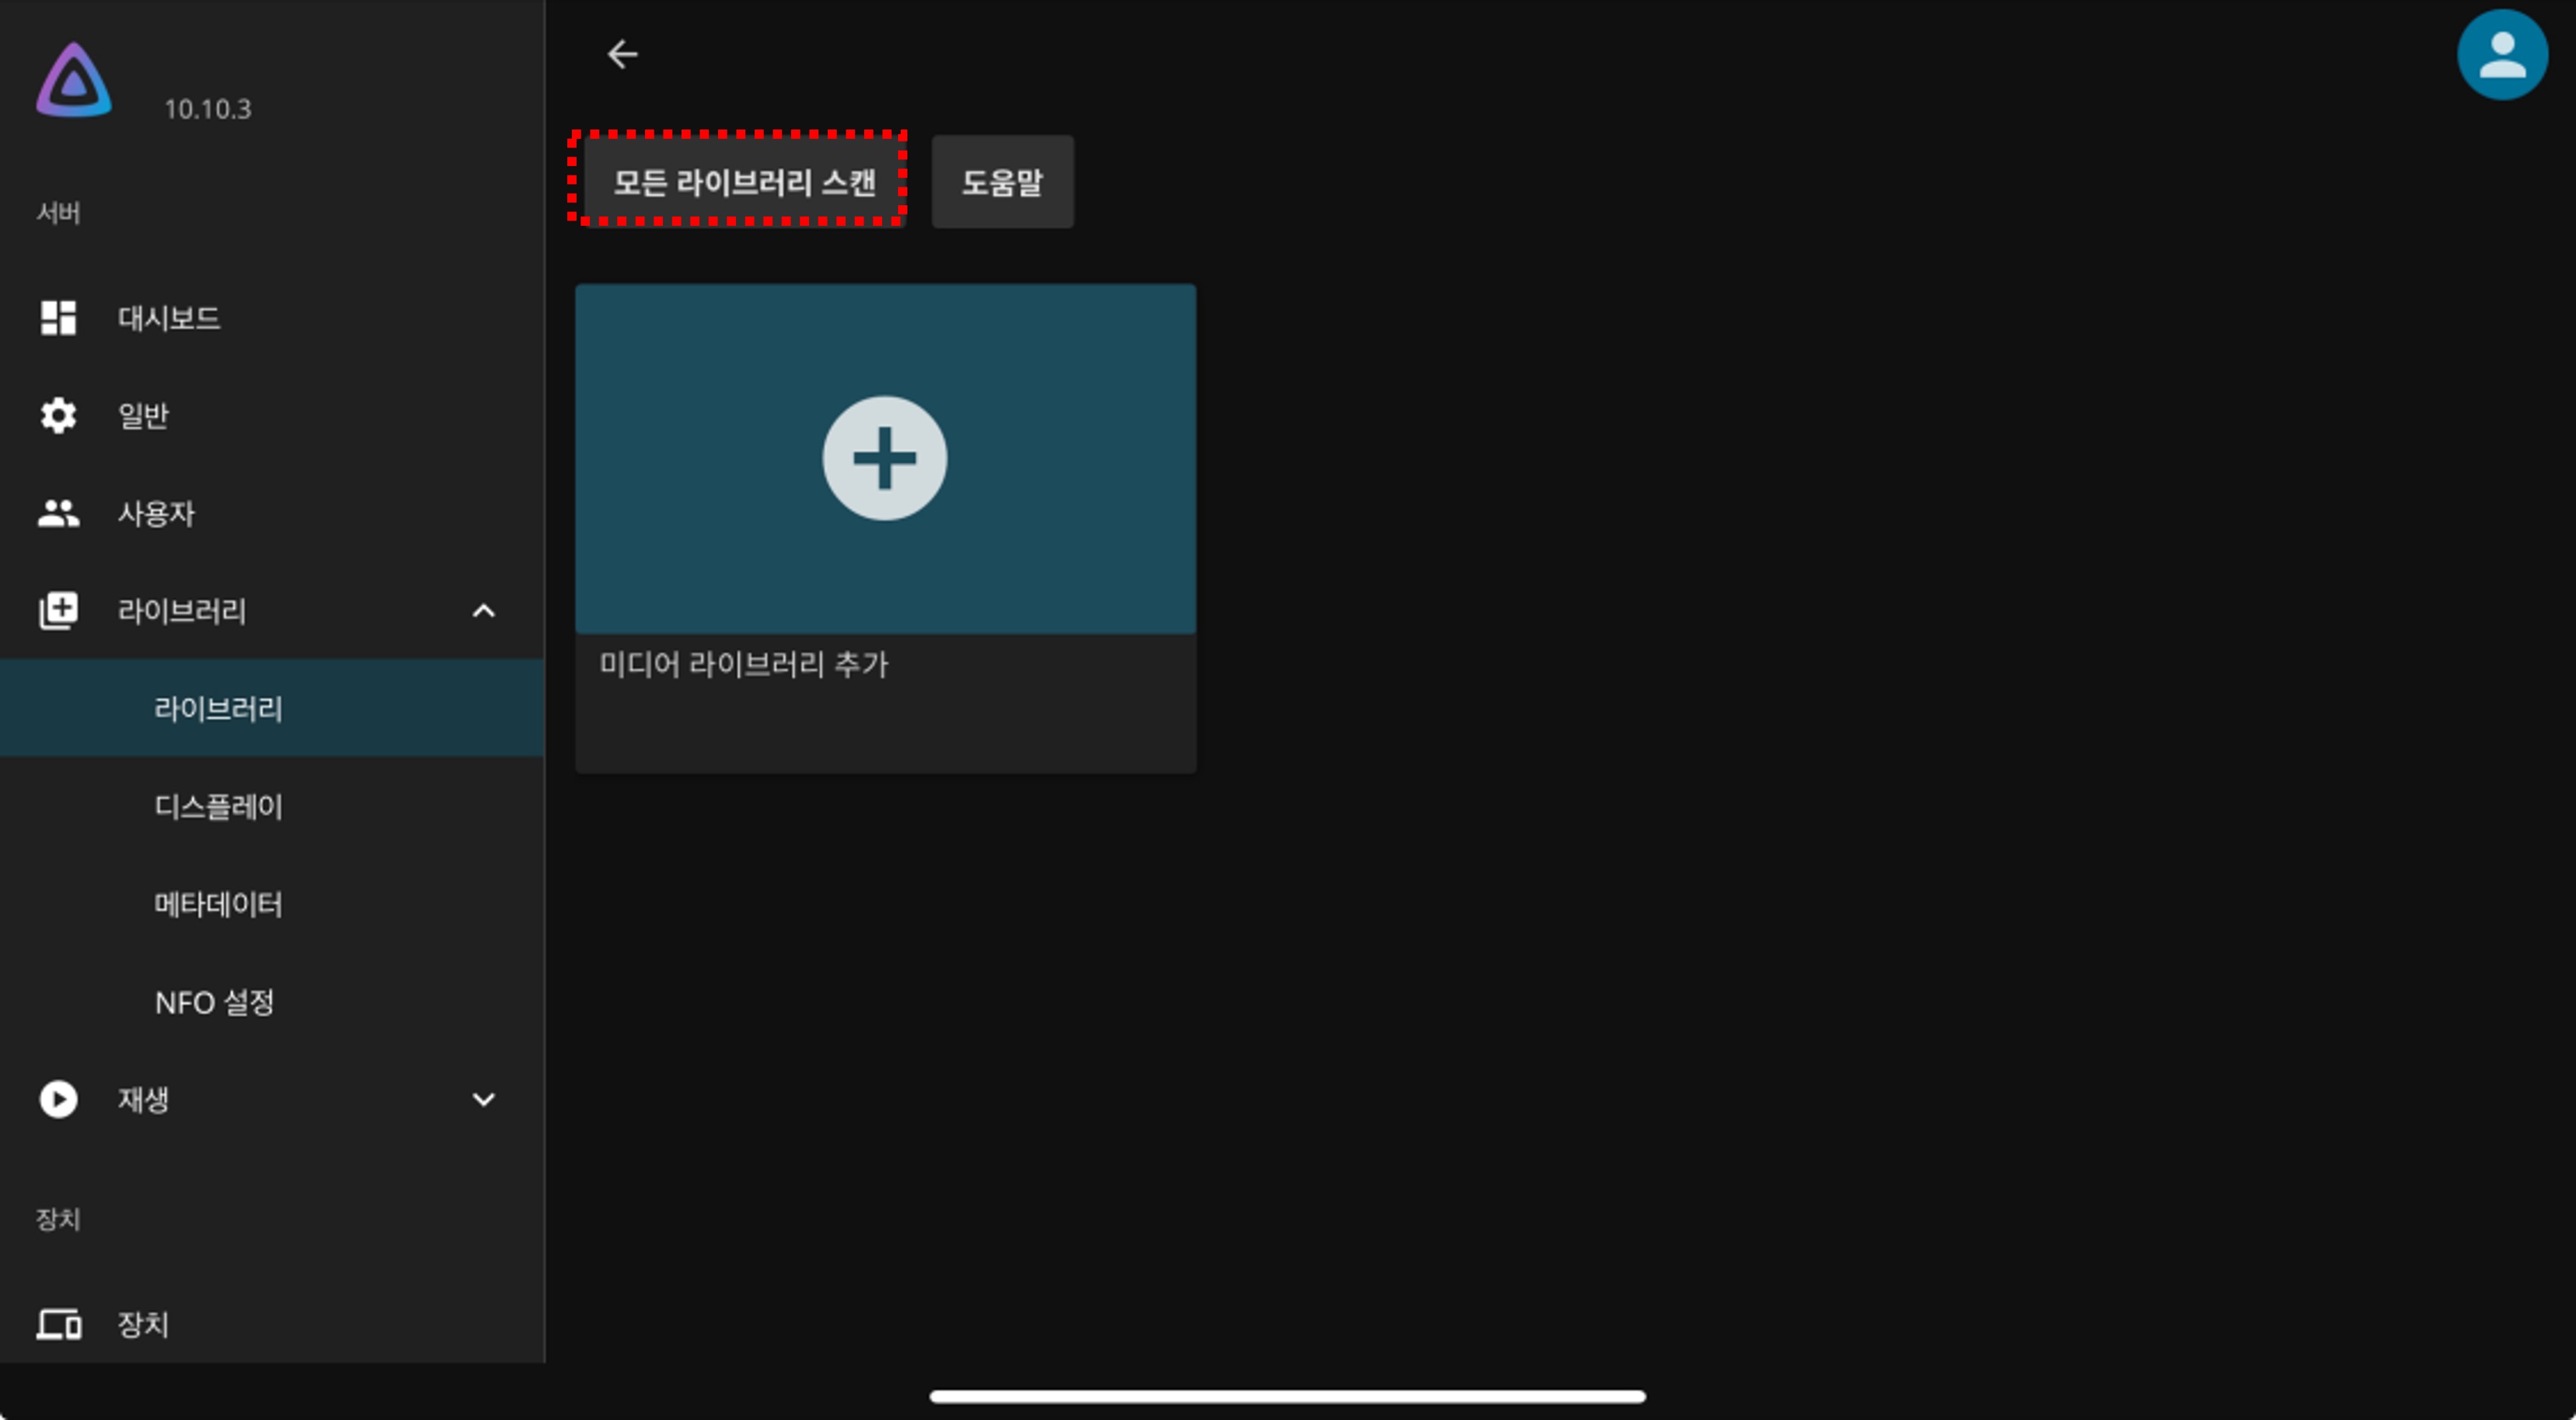 10.10.3
서버
대시보드
일반
사용자
라이브러리
라이브러리
디스플레이
메타데이터
NFO 설정
재생
장치
장치
모든 라이브러리 스캔
도움말
미디어 라이브러리 추가